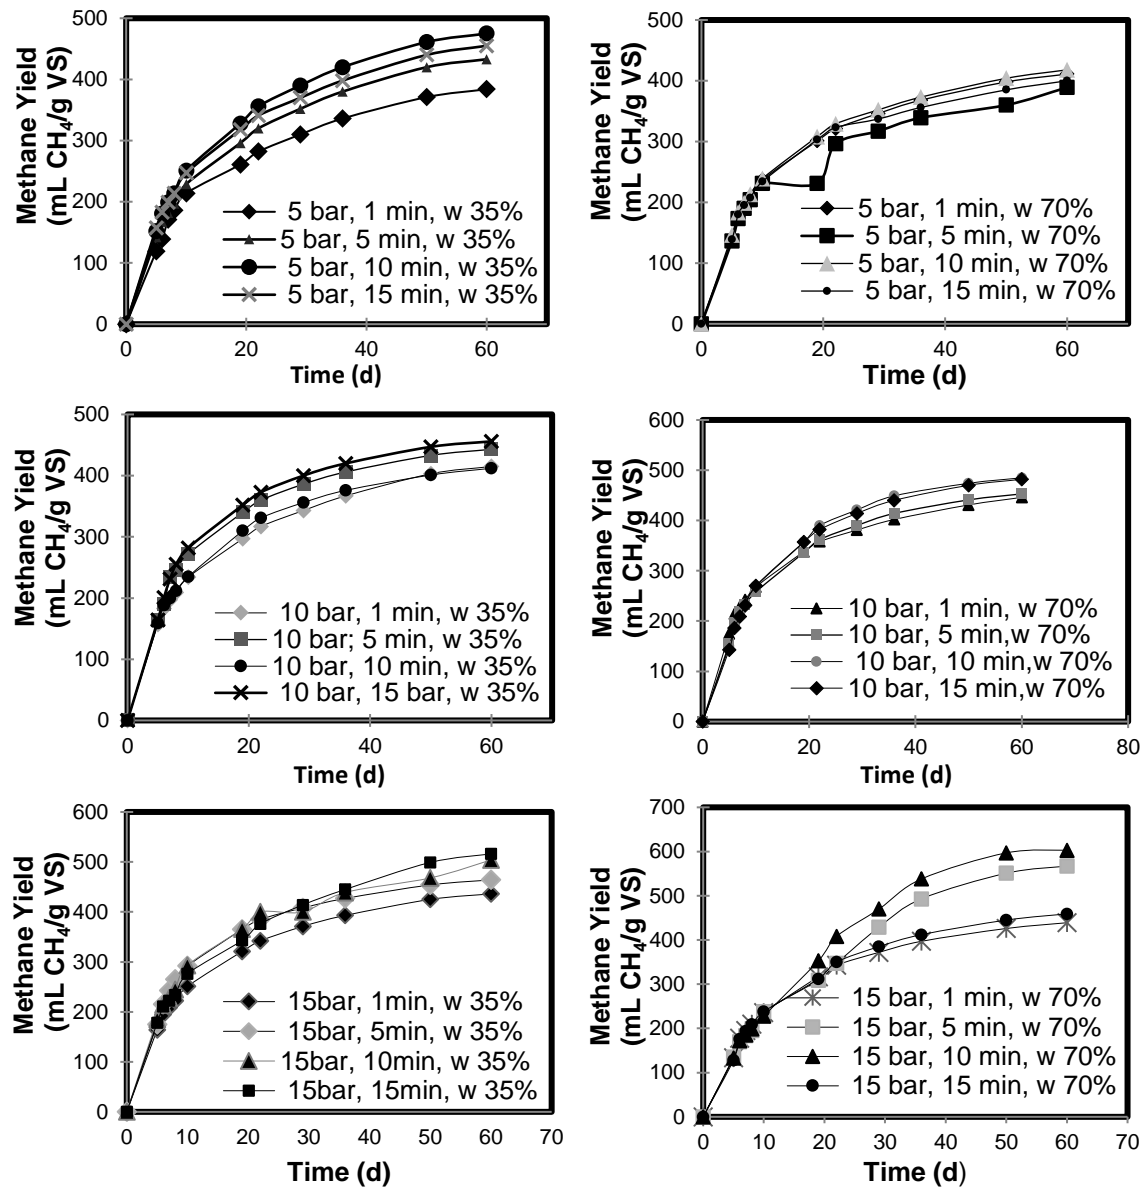 500
400
300
200
100
0
Methane Yield
(mL CH₄/g VS)
5 bar, 1 min, w 35%
5 bar, 5 min, w 35%
5 bar, 10 min, w 35%
5 bar, 15 min, w 35%
0 20 40 60
Time (d)
500
400
300
200
100
0
Methane Yield
(mL CH₄/g VS)
5 bar, 1 min, w 70%
5 bar, 5 min, w 70%
5 bar, 10 min, w 70%
5 bar, 15 min, w 70%
0 20 40 60
Time (d)
500
400
300
200
100
0
Methane Yield
(mL CH₄/g VS)
10 bar, 1 min, w 35%
10 bar; 5 min, w 35%
10 bar, 10 min, w 35%
10 bar, 15 bar, w 35%
0 20 40 60
Time (d)
600
500
400
300
200
100
0
Methane Yield
(mL CH₄/g VS)
10 bar, 1 min, w 70%
10 bar, 5 min,w 70%
10 bar, 10 min,w 70%
10 bar, 15 min,w 70%
0 20 40 60 80
Time (d)
600
500
400
300
200
100
0
Methane Yield
(mL CH₄/g VS)
15bar, 1min, w 35%
15bar, 5min, w 35%
15bar, 10min, w 35%
15bar, 15min, w 35%
0 10 20 30 40 50 60 70
Time (d)
700
600
500
400
300
200
100
0
Methane Yield
(mL CH₄/g VS)
15 bar, 1 min, w 70%
15 bar, 5 min, w 70%
15 bar, 10 min, w 70%
15 bar, 15 min, w 70%
0 10 20 30 40 50 60 70
Time (d)